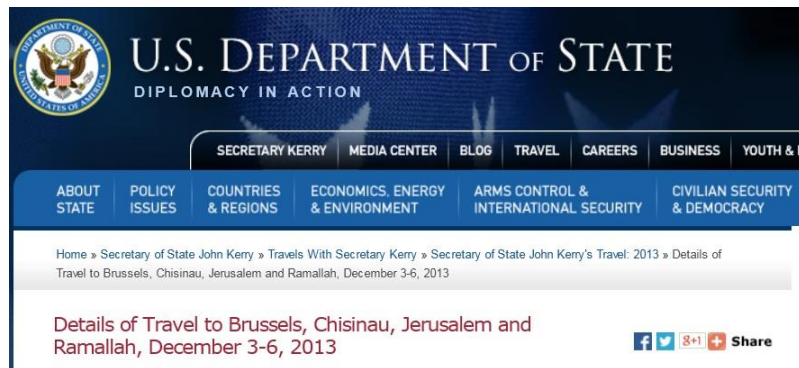 U.S. DEPARTMENT OF STATE
DIPLOMACY IN ACTION
SECRETARY KERRY MEDIA CENTER BLOG TRAVEL CAREERS BUSINESS YOUTH &
ABOUT STATE
POLICY ISSUES
COUNTRIES & REGIONS
ECONOMICS, ENERGY & ENVIRONMENT
ARMS CONTROL & INTERNATIONAL SECURITY
CIVILIAN SECURITY & DEMOCRACY
Home » Secretary of State John Kerry » Travels With Secretary Kerry » Secretary of State John Kerry's Travel: 2013 » Details of
Travel to Brussels, Chisinau, Jerusalem and Ramallah, December 3-6, 2013
Details of Travel to Brussels, Chisinau, Jerusalem and
Ramallah, December 3-6, 2013
Share